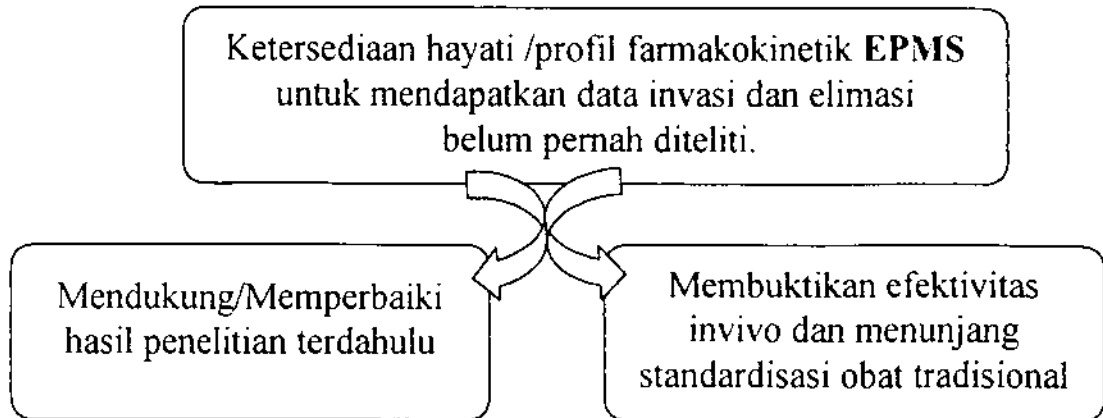 Ketersediaan hayati /profil farmakokinetik EPMS
untuk mendapatkan data invasi dan elimasi
belum pernah diteliti.
Mendukung/Memperbaiki
hasil penelitian terdahulu
Membuktikan efektivitas
invivo dan menunjang
standardisasi obat tradisional